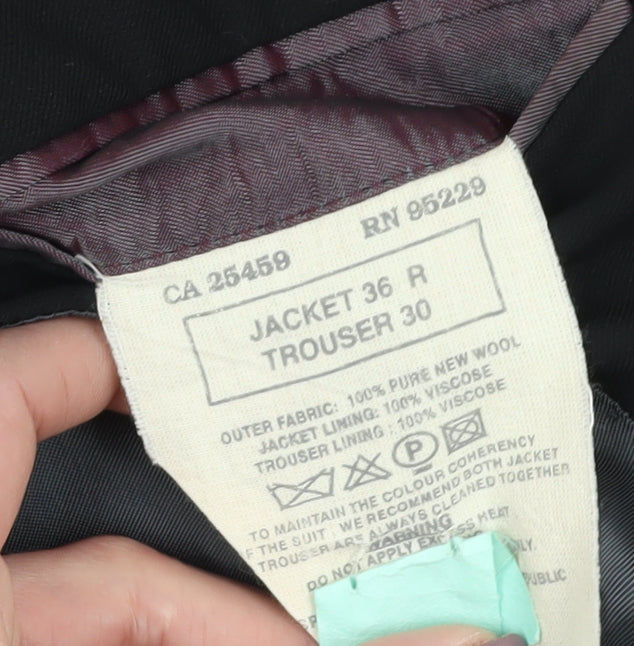 CA 25459 RN 95229
JACKET 36 R
TROUSER 30
OUTER FABRIC: 100% PURE NEW WOOL
JACKET LINING: 100% VISCOSE
TROUSER LINING : 100% VISCOSE
P
TO MAINTAIN THE COLOUR COHERENCY
F THE SUIT WE RECOMMEND BOTH JACKET
TROUSER ARE ALWAYS CLEANED TOGETHER
WARNING
DO NOT APPLY HEAT
PUBLIC